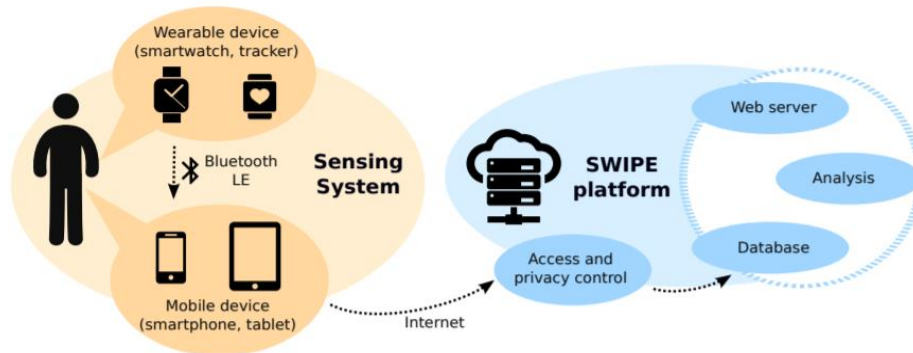 Wearable device
(smartwatch, tracker)
Bluetooth
LE
Sensing
System
Mobile device
(smartphone, tablet)
Internet
SWIPE
platform
Access and
privacy control
Web server
Analysis
Database